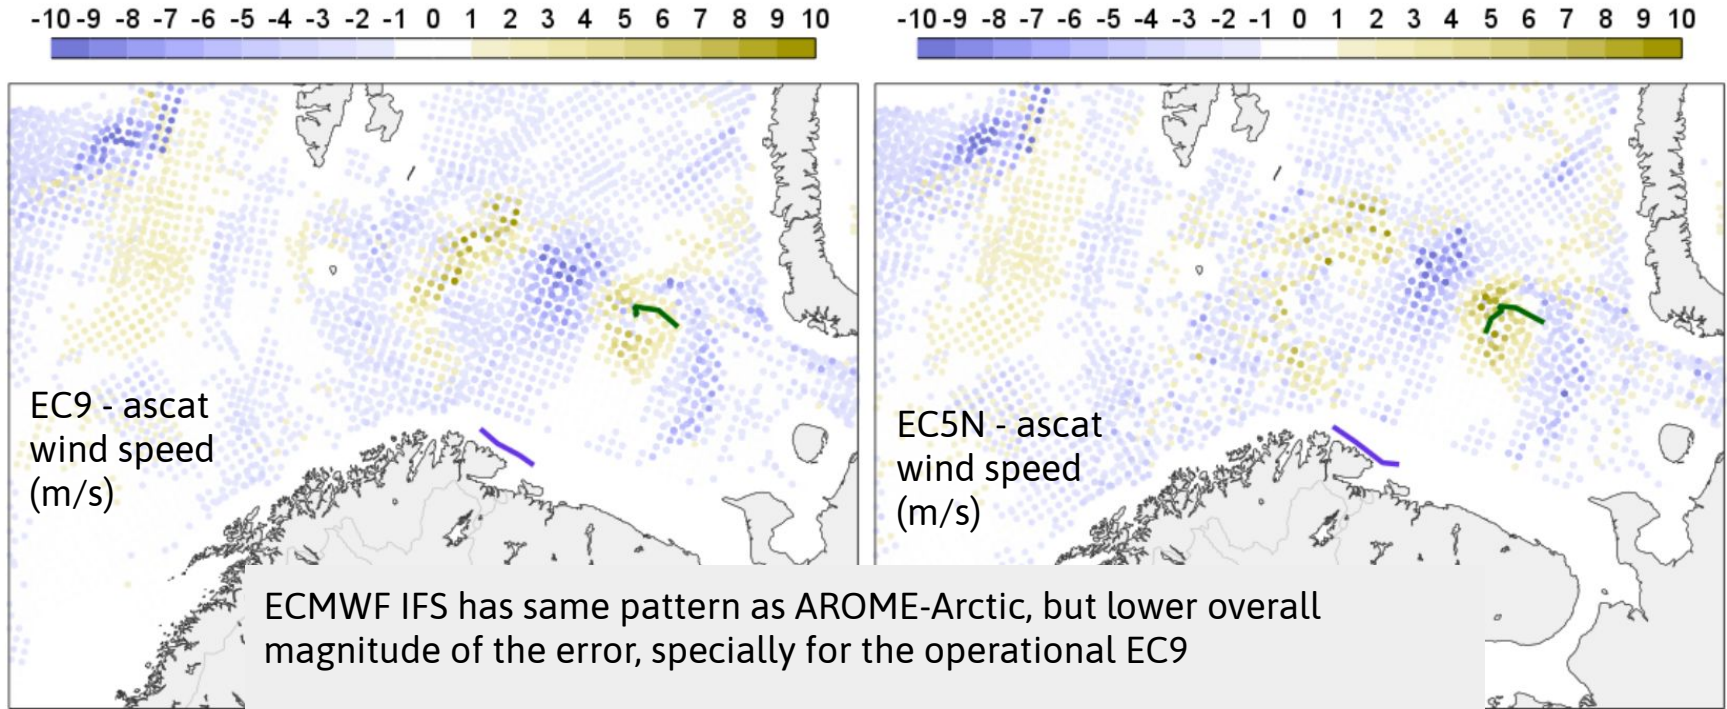 -10 -9 -8 -7 -6 -5 -4 -3 -2 -1 0 1 2 3 4 5 6 7 8 9 10
-10 -9 -8 -7 -6 -5 -4 -3 -2 -1 0 1 2 3 4 5 6 7 8 9 10
EC9 - ascat
wind speed
(m/s)
EC5N - ascat
wind speed
(m/s)
ECMWF IFS has same pattern as AROME-Arctic, but lower overall
magnitude of the error, specially for the operational EC9